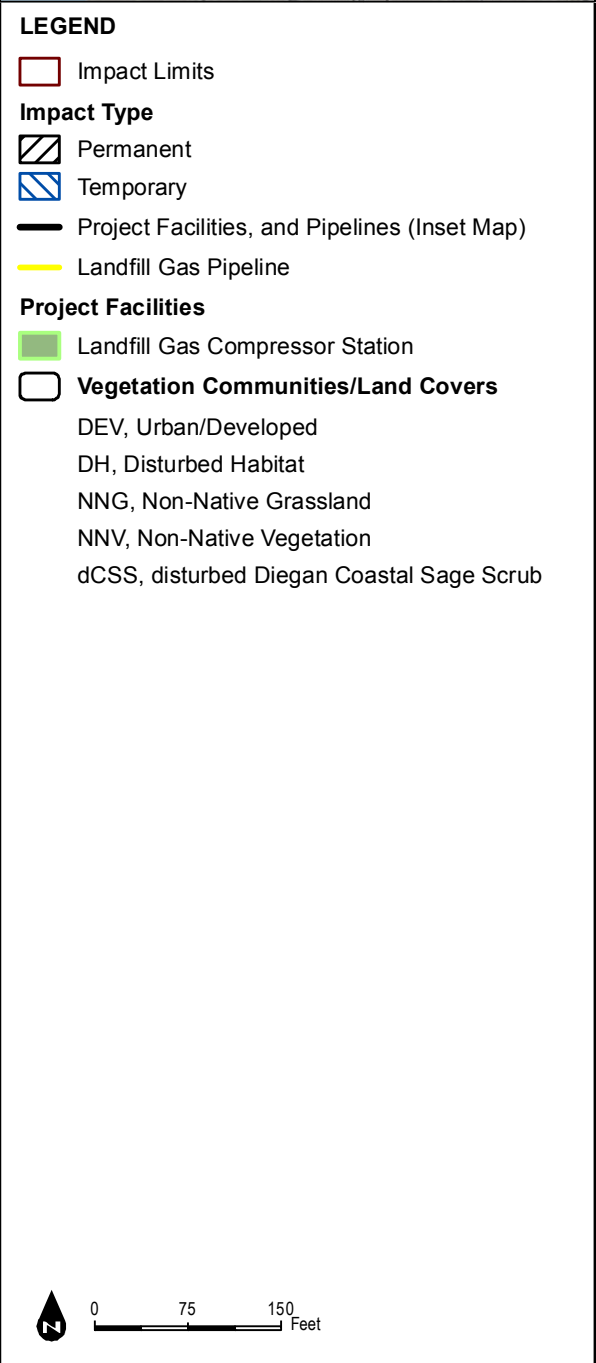 LEGEND
Impact Limits
Impact Type
Permanent
Temporary
Project Facilities, and Pipelines (Inset Map)
Landfill Gas Pipeline
Project Facilities
Landfill Gas Compressor Station
Vegetation Communities/Land Covers
DEV, Urban/Developed
DH, Disturbed Habitat
NNG, Non-Native Grassland
NNV, Non-Native Vegetation
dCSS, disturbed Diegan Coastal Sage Scrub
N
0 75 150
Feet